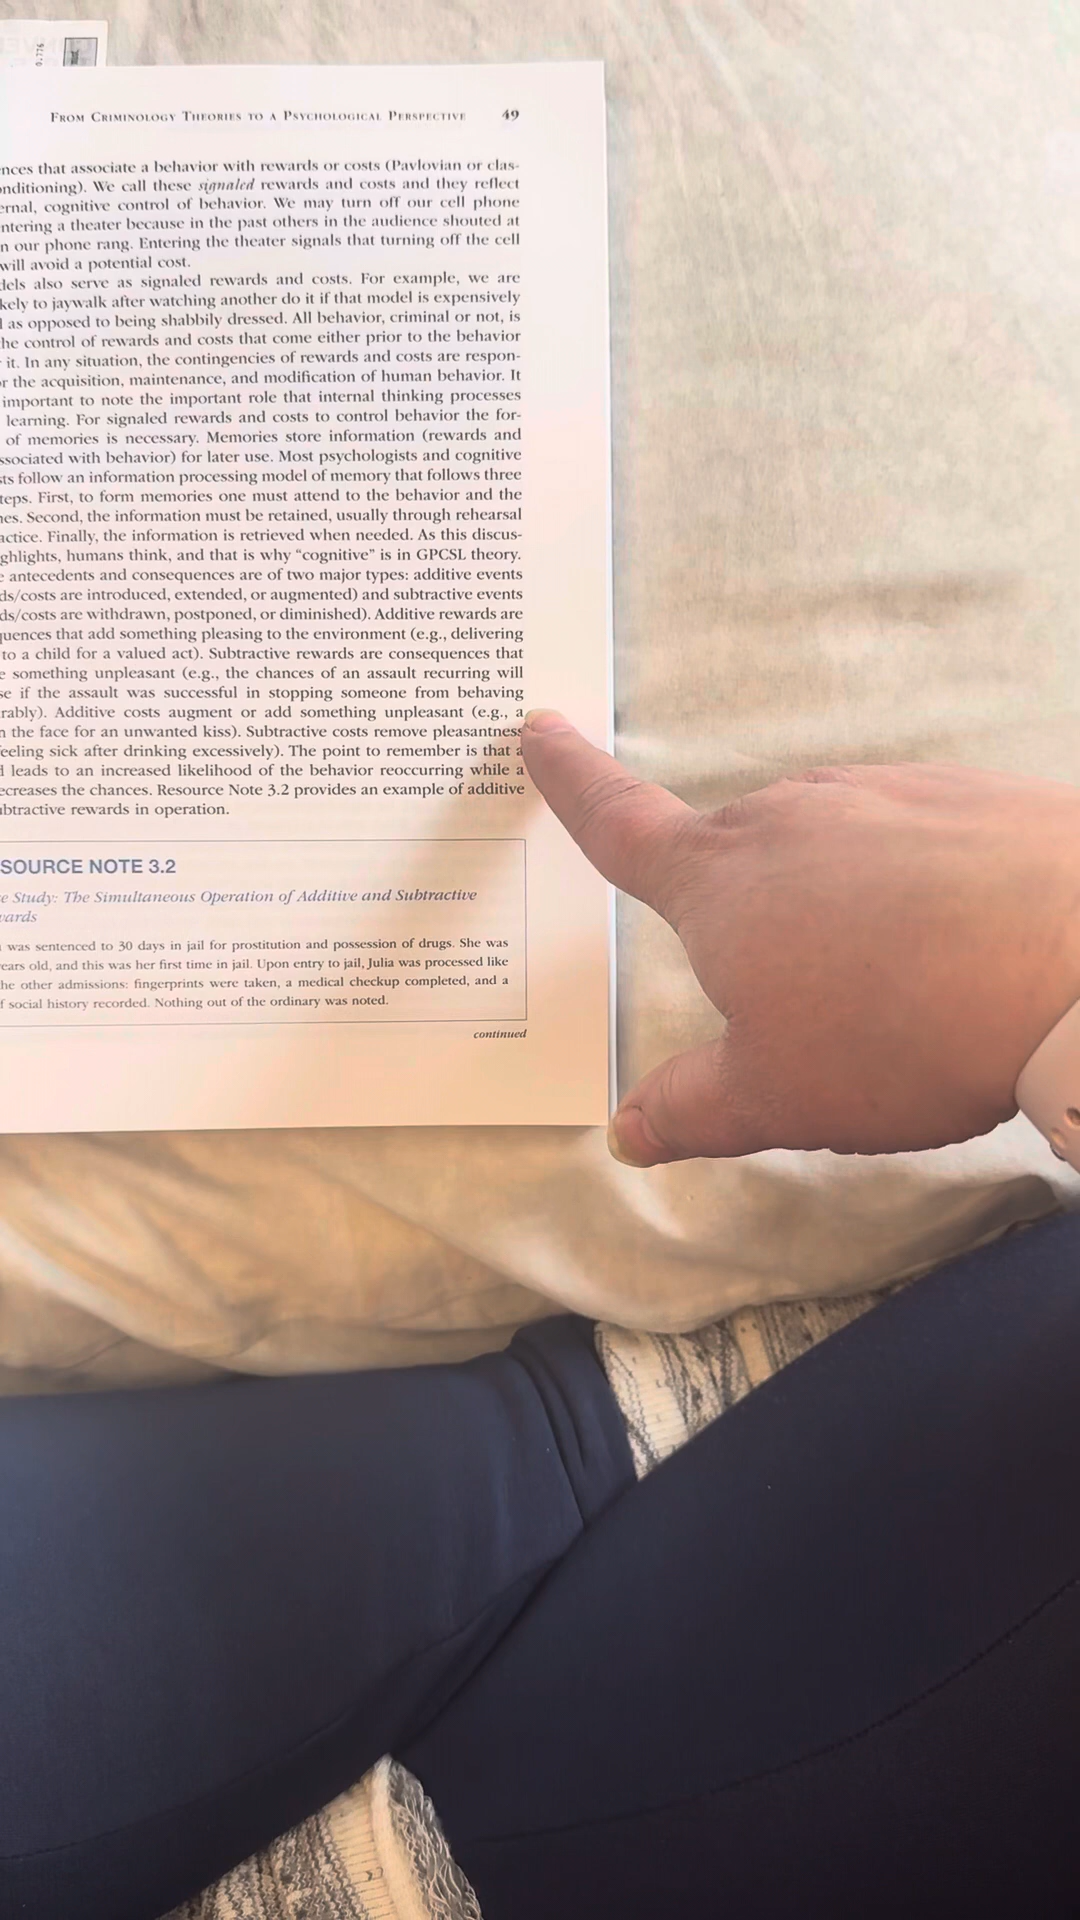 0.776
FROM CRIMINOLOGY THEORIES TO A PSYCHOLOGICAL PERSPECTIVE 49
nces that associate a behavior with rewards or costs (Pavlovian or clas-
onditioning). We call these signaled rewards and costs and they reflect
ernal, cognitive control of behavior. We may turn off our cell phone
ntering a theater because in the past others in the audience shouted at
n our phone rang. Entering the theater signals that turning off the cell
will avoid a potential cost.
dels also serve as signaled rewards and costs. For example, we are
kely to jaywalk after watching another do it if that model is expensively
l as opposed to being shabbily dressed. All behavior, criminal or not, is
he control of rewards and costs that come either prior to the behavior
it. In any situation, the contingencies of rewards and costs are respon-
r the acquisition, maintenance, and modification of human behavior. It
important to note the important role that internal thinking processes
learning. For signaled rewards and costs to control behavior the for-
of memories is necessary. Memories store information (rewards and
ssociated with behavior) for later use. Most psychologists and cognitive
sts follow an information processing model of memory that follows three
teps. First, to form memories one must attend to the behavior and the
nes. Second, the information must be retained, usually through rehearsal
actice. Finally, the information is retrieved when needed. As this discus-
ghlights, humans think, and that is why “cognitive” is in GPCSL theory.
e antecedents and consequences are of two major types: additive events
ds/costs are introduced, extended, or augmented) and subtractive events
ds/costs are withdrawn, postponed, or diminished). Additive rewards are
quences that add something pleasing to the environment (e.g., delivering
to a child for a valued act). Subtractive rewards are consequences that
e something unpleasant (e.g., the chances of an assault recurring will
se if the assault was successful in stopping someone from behaving
rably). Additive costs augment or add something unpleasant (e.g., a
n the face for an unwanted kiss). Subtractive costs remove pleasantness
feeling sick after drinking excessively). The point to remember is that a
d leads to an increased likelihood of the behavior reoccurring while a
ecreases the chances. Resource Note 3.2 provides an example of additive
ubtractive rewards in operation.
SOURCE NOTE 3.2
e Study: The Simultaneous Operation of Additive and Subtractive
wards
was sentenced to 30 days in jail for prostitution and possession of drugs. She was
ears old, and this was her first time in jail. Upon entry to jail, Julia was processed like
he other admissions: fingerprints were taken, a medical checkup completed, and a
f social history recorded. Nothing out of the ordinary was noted.
continued